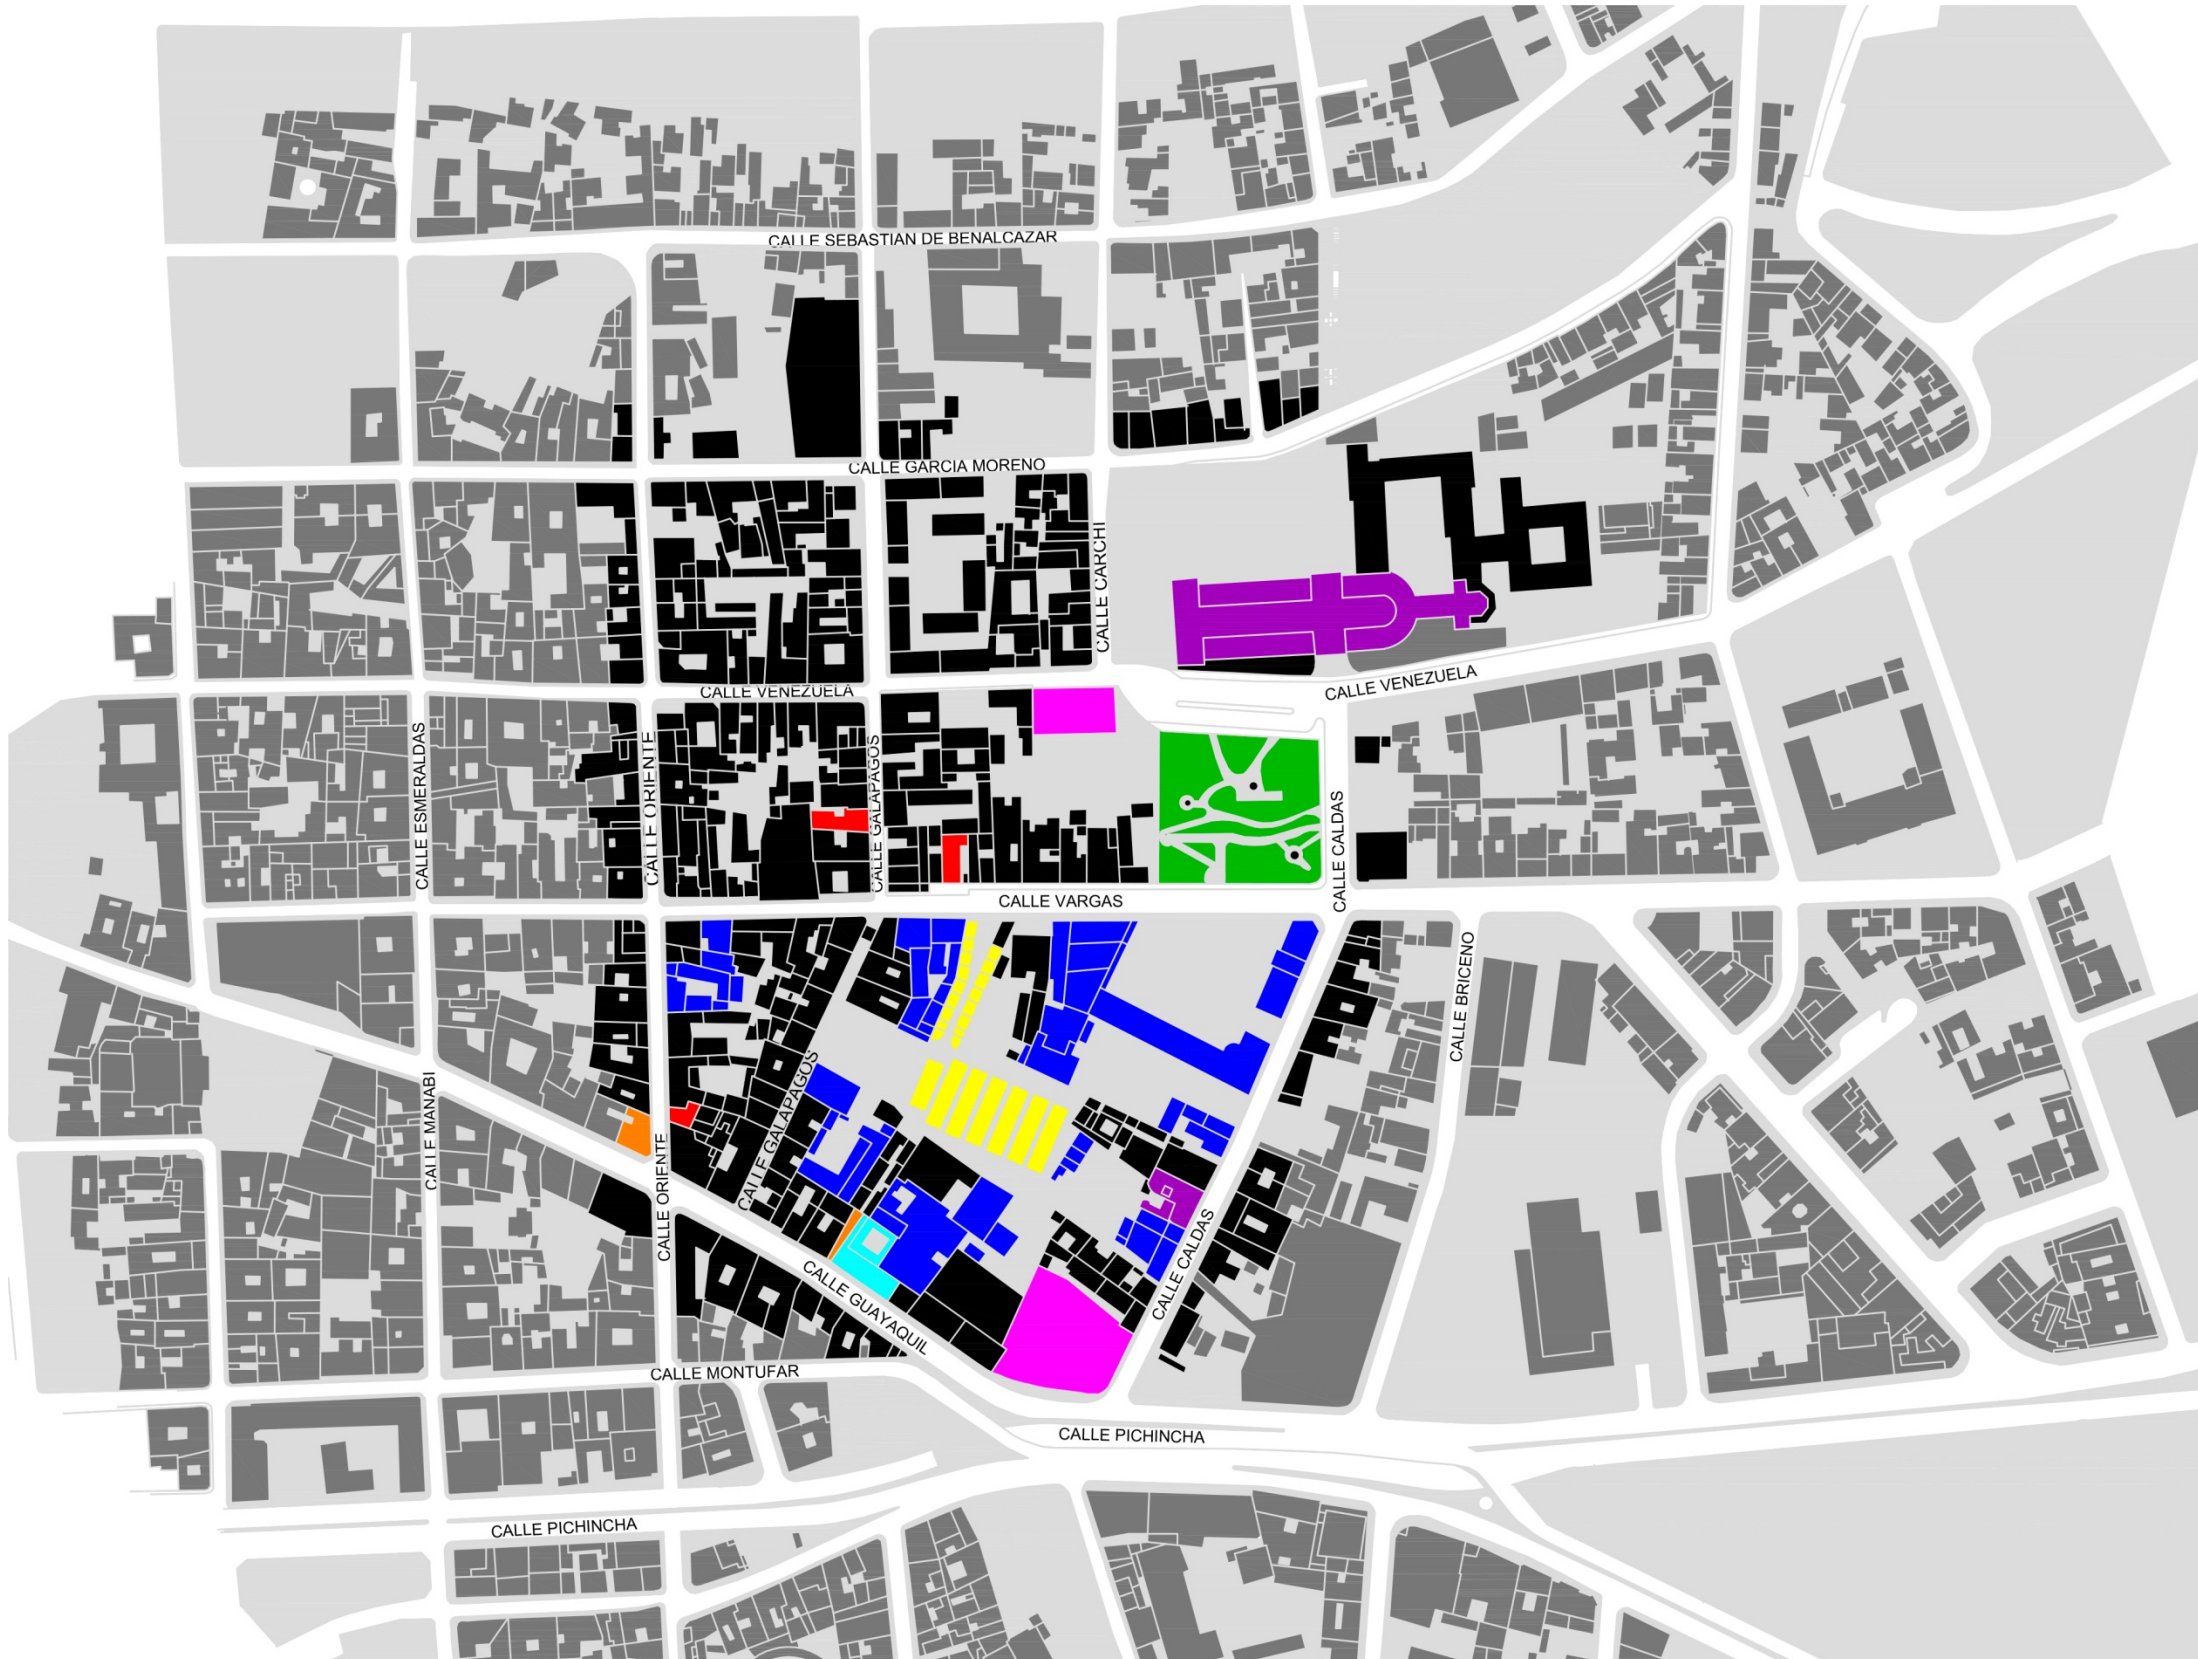 CALLE SEBASTIAN DE BENALCAZAR
CALLE GARCIA MORENO
CALLE CARCHI
CALLE VENEZUELA
CALLE VENEZUELA
CALLE ESMERALDAS
CALLE ORIENTE
CALLE GALAPAGOS
CALLE CALDAS
CALLE VARGAS
CALLE BRICENO
CALLE MANABI
CALLE ORIENTE
CALLE GALAPAGOS
CALLE CALDAS
CALLE GUAYAQUIL
CALLE MONTUFAR
CALLE PICHINCHA
CALLE PICHINCHA